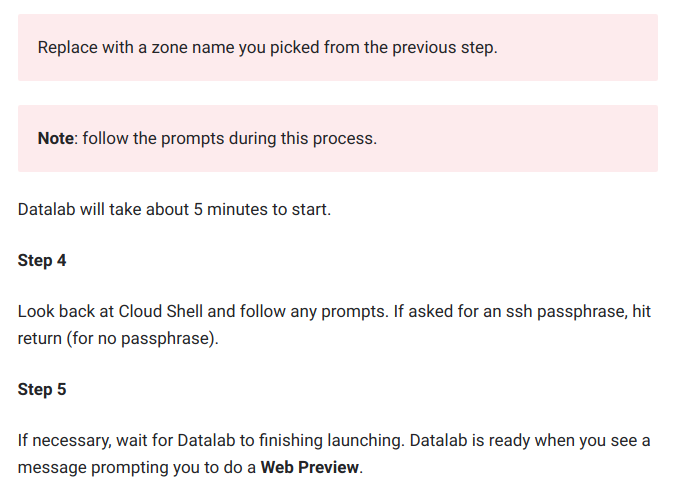 Replace with a zone name you picked from the previous step.
Note: follow the prompts during this process.
Datalab will take about 5 minutes to start.
Step 4
Look back at Cloud Shell and follow any prompts. If asked for an ssh passphrase, hit
return (for no passphrase).
Step 5
If necessary, wait for Datalab to finishing launching. Datalab is ready when you see a
message prompting you to do a Web Preview.